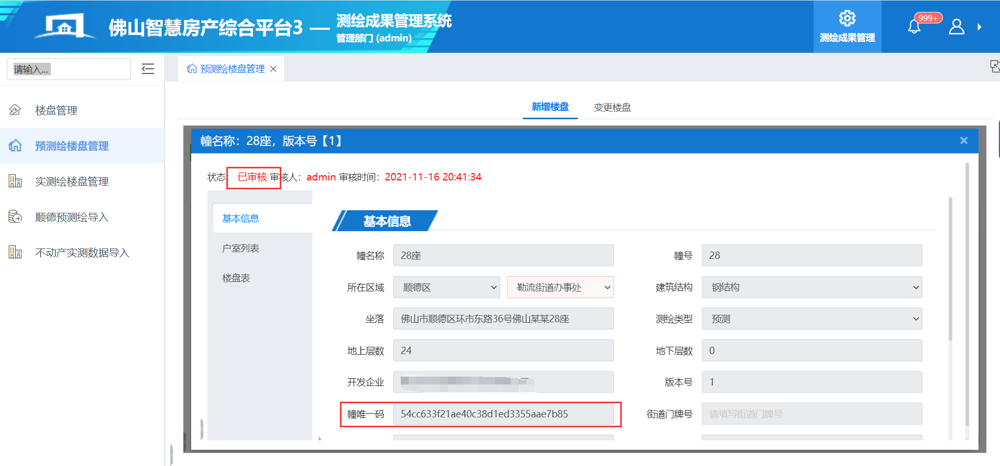 佛山智慧房产综合平台3 — 测绘成果管理系统
管理部门 (admin)
测绘成果管理
999+
请输入...
预测绘楼盘管理
楼盘管理
预测绘楼盘管理
实测绘楼盘管理
顺德预测绘导入
不动产实测数据导入
新增楼盘 变更楼盘
幢名称：28座，版本号【1】
状态： 已审核 审核人：admin 审核时间：2021-11-16 20:41:34
基本信息
户室列表
楼盘表
基本信息
幢名称 28座 幢号 28
所在区域 顺德区 勒流街道办事处 建筑结构 钢结构
坐落 佛山市顺德区环市东路36号佛山某某28座 测绘类型 预测
地上层数 24 地下层数 0
开发企业 版本号 1
幢唯一码 54cc633f21ae40c38d1ed3355aae7b85 街道门牌号 请填写街道门牌号